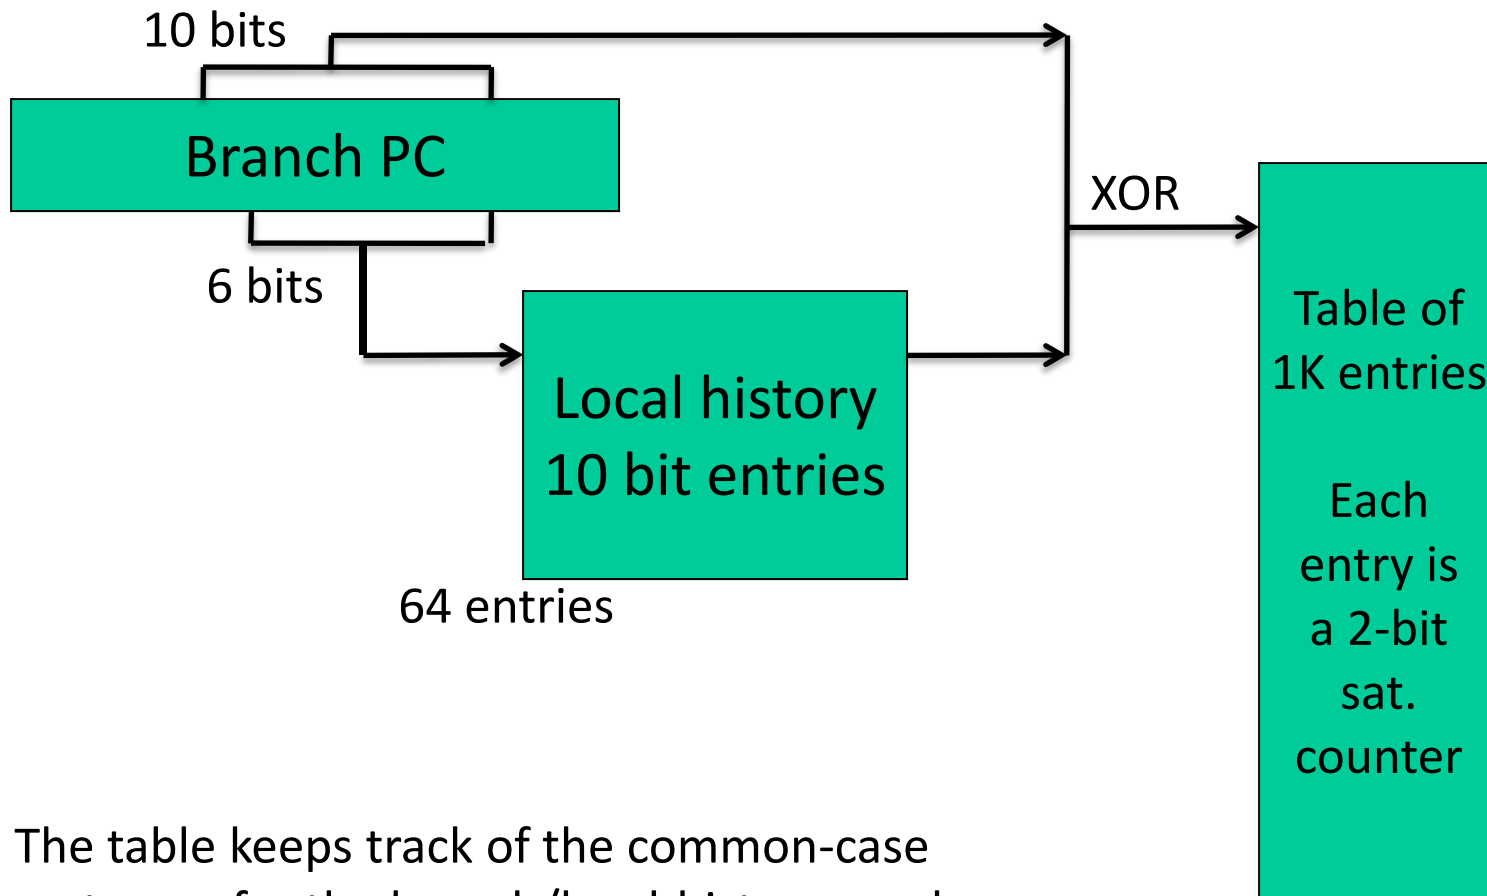 10 bits
Branch PC
6 bits
XOR
Local history
10 bit entries
64 entries
Table of
1K entries
Each
entry is
a 2-bit
sat.
counter
The table keeps track of the common-case